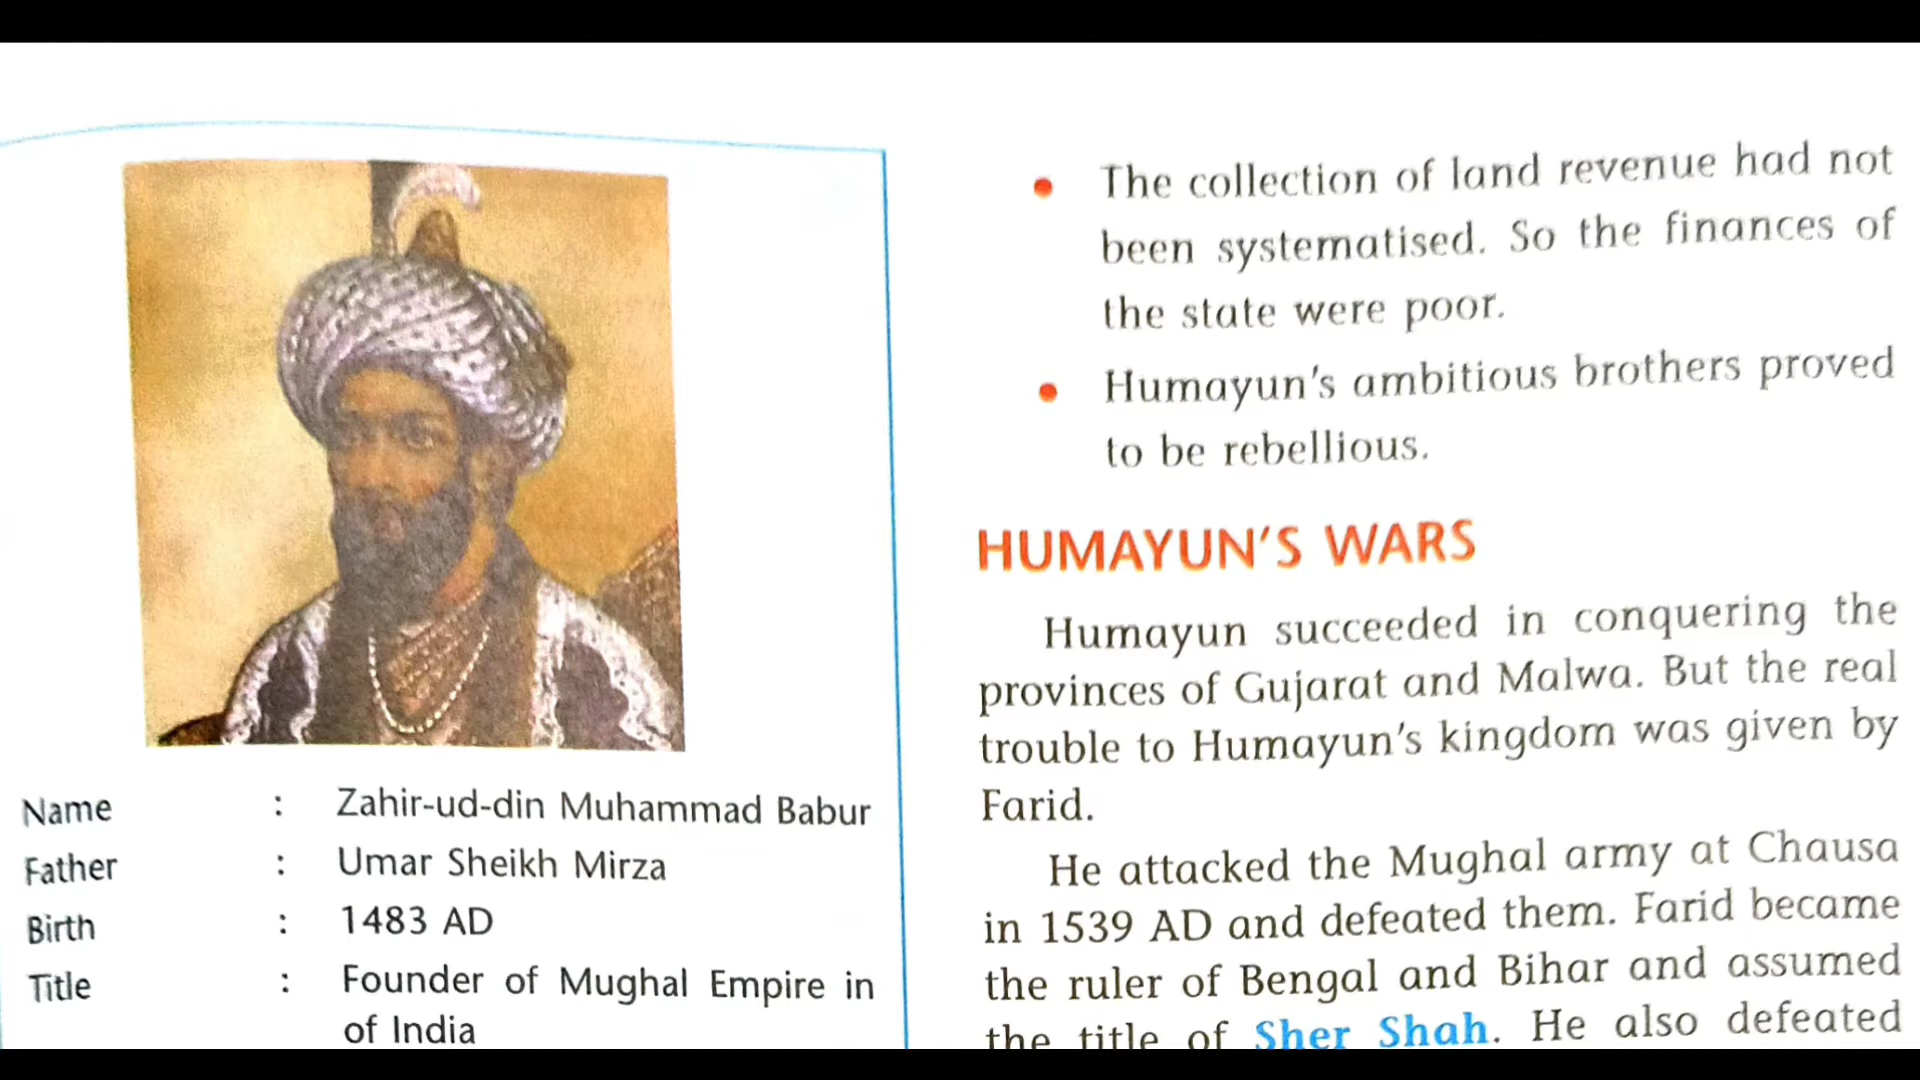 Name : Zahir-ud-din Muhammad Babur
Father : Umar Sheikh Mirza
Birth : 1483 AD
Title : Founder of Mughal Empire in
of India
• The collection of land revenue had not
been systematised. So the finances of
the state were poor.
• Humayun's ambitious brothers proved
to be rebellious.
HUMAYUN'S WARS
Humayun succeeded in conquering the
provinces of Gujarat and Malwa. But the real
trouble to Humayun's kingdom was given by
Farid.
He attacked the Mughal army at Chausa
in 1539 AD and defeated them. Farid became
the ruler of Bengal and Bihar and assumed
the title of Sher Shah. He also defeated